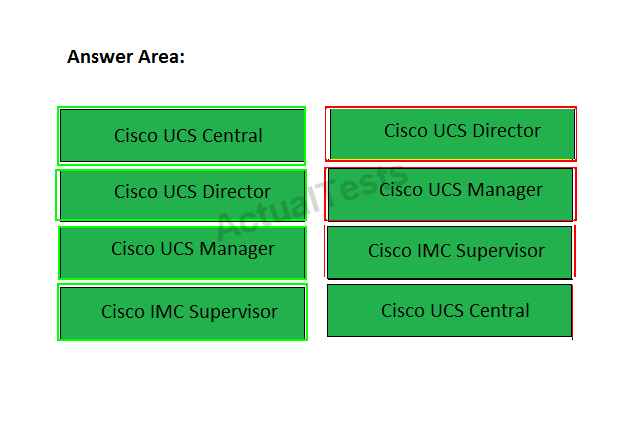 Answer Area:
Cisco UCS Central
Cisco UCS Director
Cisco UCS Director
Cisco UCS Manager
Cisco UCS Manager
Cisco IMC Supervisor
Cisco IMC Supervisor
Cisco UCS Central
ActualTests